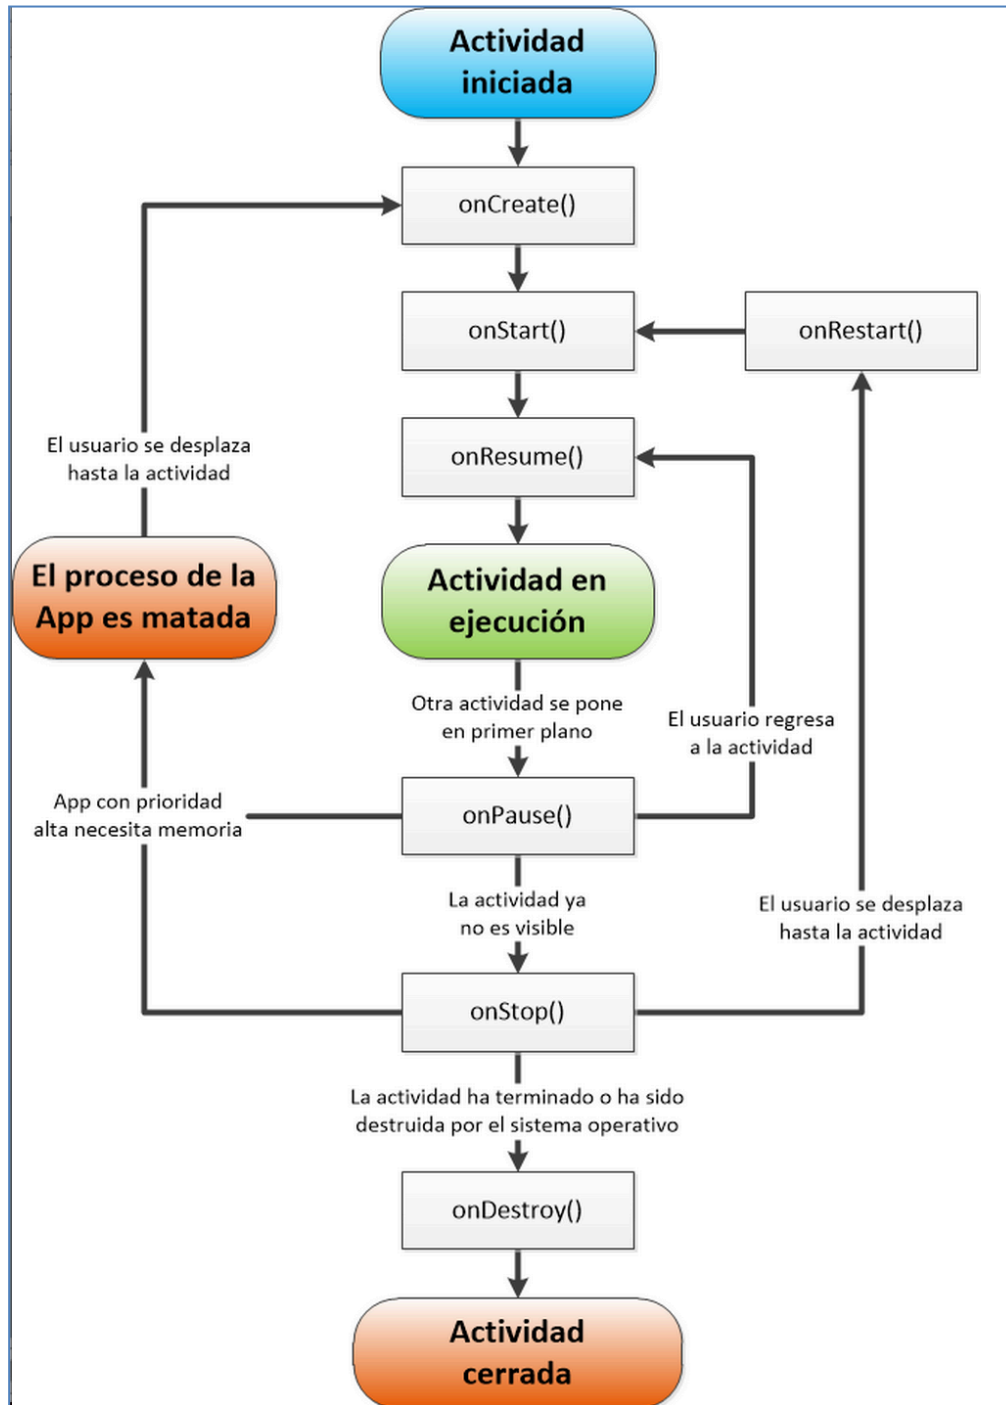 Actividad
iniciada
onCreate()
onStart()
onRestart()
El usuario se desplaza
hasta la actividad
onResume()
El proceso de la
App es matada
Actividad en
ejecución
Otra actividad se pone
en primer plano
El usuario regresa
a la actividad
App con prioridad
alta necesita memoria
onPause()
La actividad ya
no es visible
El usuario se desplaza
hasta la actividad
onStop()
La actividad ha terminado o ha sido
destruida por el sistema operativo
onDestroy()
Actividad
cerrada